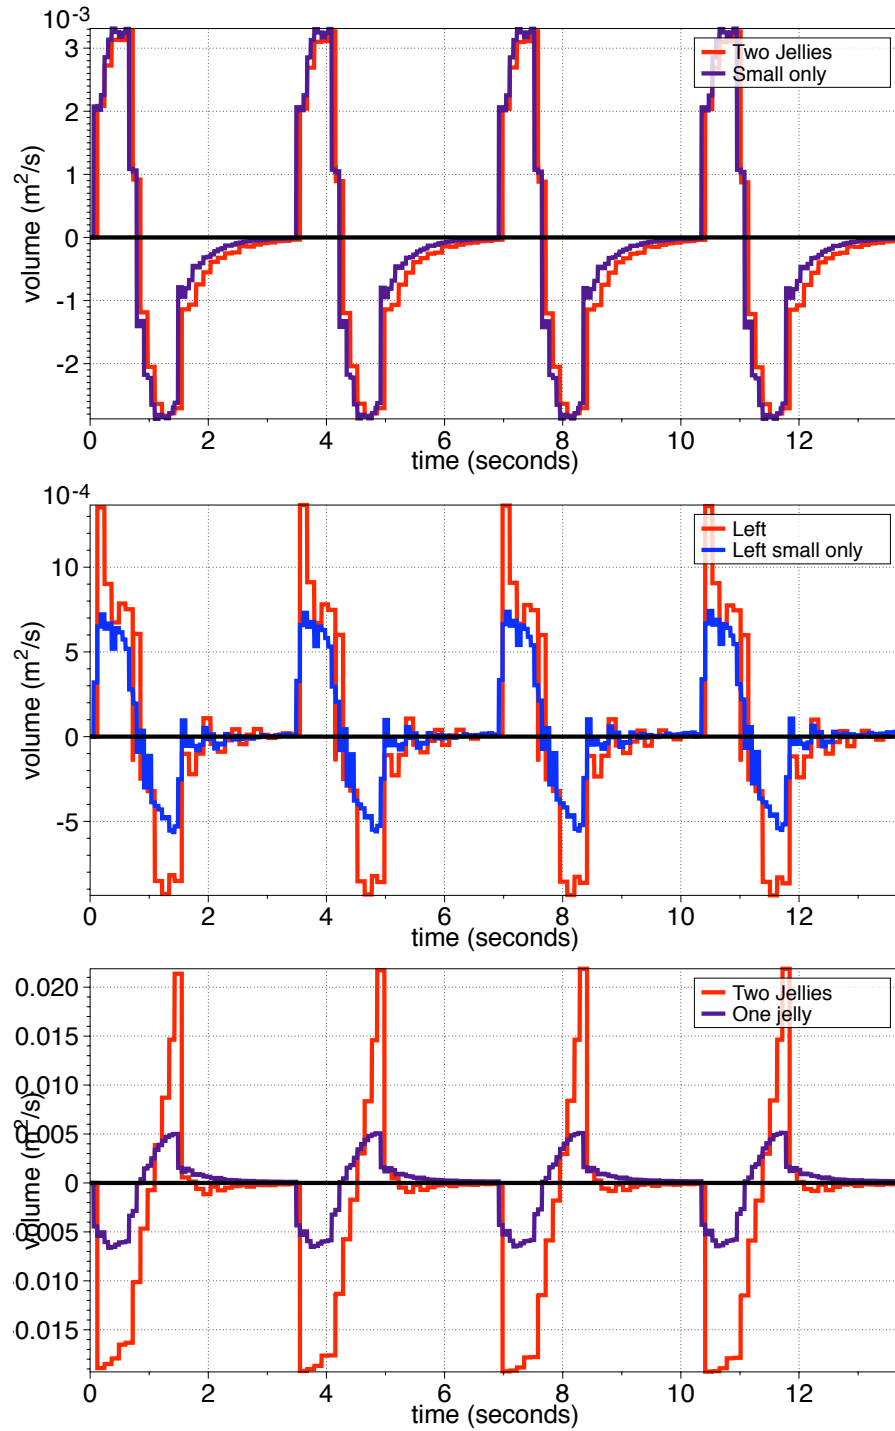 10-3
Two Jellies
Small only
3
2
1
0
-1
-2
volume (m2/s)
0 2 4 6 8 10 12
time (seconds)
10-4
Left
Left small only
10
5
0
-5
volume (m2/s)
0 2 4 6 8 10 12
time (seconds)
Two Jellies
One jelly
0.020
0.015
0.010
0.005
0
0.005
0.010
0.015
volume (m2/s)
0 2 4 6 8 10 12
time (seconds)